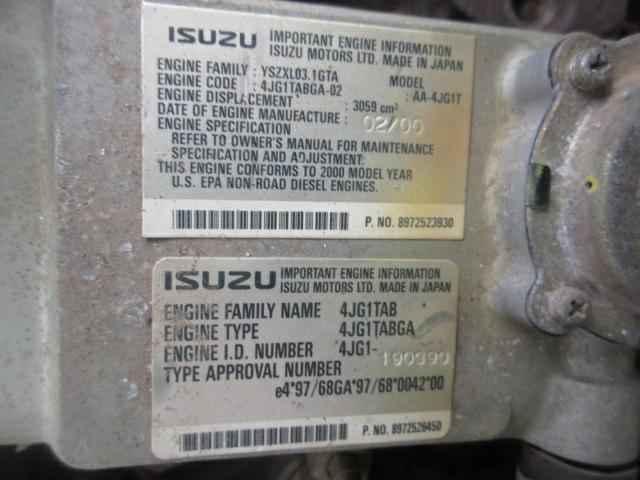 ISUZU IMPORTANT ENGINE INFORMATION
ISUZU MOTORS LTD. MADE IN JAPAN
ENGINE FAMILY : YSZXL03.1GTA MODEL
ENGINE CODE : 4JG1TABGA-02 AA-4JG1T
ENGINE DISPLACEMENT : 3059 cm³
DATE OF ENGINE MANUFACTURE : 02/00
ENGINE SPECIFICATION
REFER TO OWNER'S MANUAL FOR MAINTENANCE
SPECIFICATION AND ADJUSTMENT:
THIS ENGINE CONFORMS TO 2000 MODEL YEAR
U.S. EPA NON-ROAD DIESEL ENGINES.
P. NO. 8972523930
ISUZU IMPORTANT ENGINE INFORMATION
ISUZU MOTORS LTD. MADE IN JAPAN
ENGINE FAMILY NAME 4JG1TAB
ENGINE TYPE 4JG1TABGA
ENGINE I.D. NUMBER 4JG1-190390
TYPE APPROVAL NUMBER
e4*97/68GA*97/68*0042*00
P. NO. 8972526450